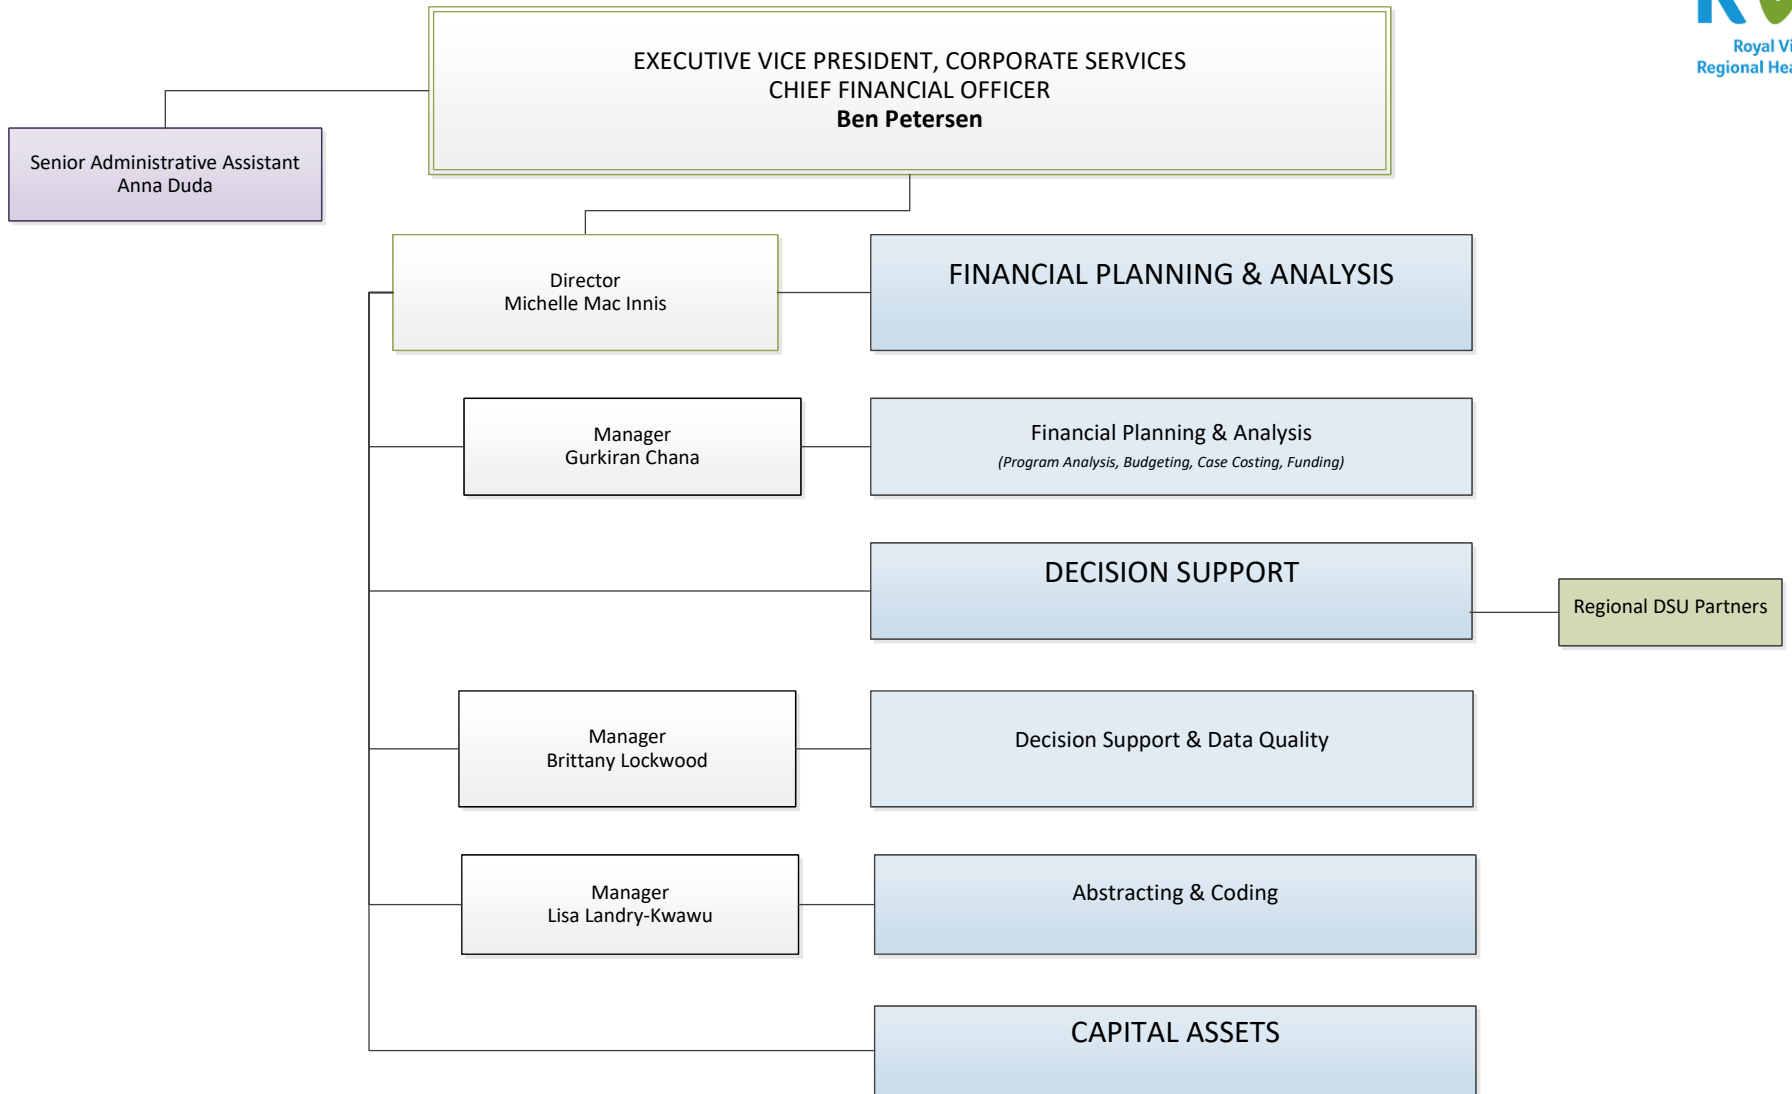 Royal
Regional
EXECUTIVE VICE PRESIDENT, CORPORATE SERVICES
CHIEF FINANCIAL OFFICER
Ben Petersen
Senior Administrative Assistant
Anna Duda
Director
Michelle Mac Innis
FINANCIAL PLANNING & ANALYSIS
Manager
Gurkiran Chana
Financial Planning & Analysis
(Program Analysis, Budgeting, Case Costing, Funding)
DECISION SUPPORT
Regional DSU Partners
Manager
Brittany Lockwood
Decision Support & Data Quality
Manager
Lisa Landry-Kwawu
Abstracting & Coding
CAPITAL ASSETS